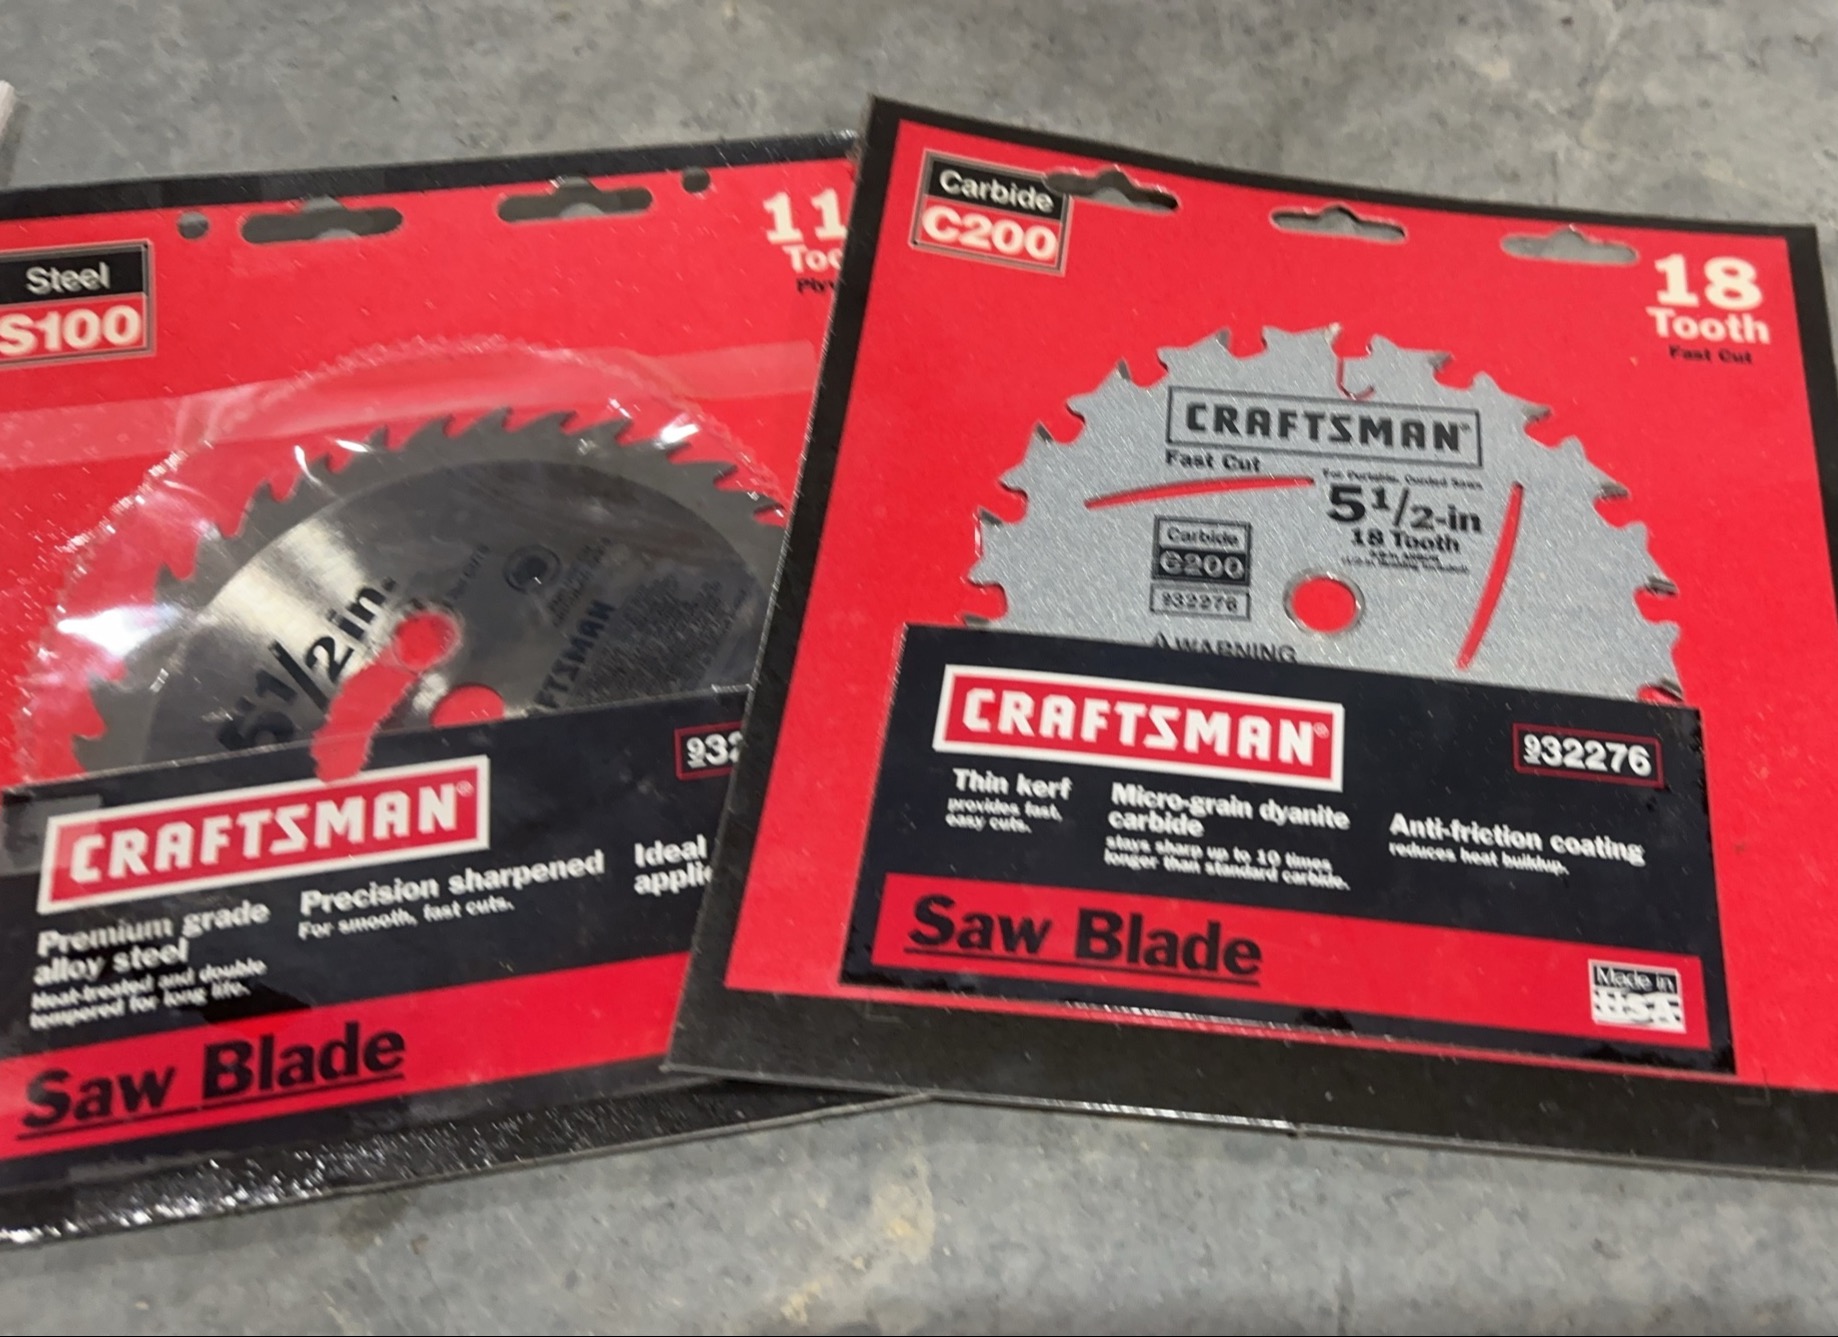 Steel
S100
11
Too
Ply
5 1/2 in.
CRAFTSMAN®
932
Premium grade
alloy steel
Heat-treated and double
tempered for long life.
Precision sharpened
For smooth, fast cuts.
Ideal
applic
Saw Blade
Carbide
C200
18
Tooth
Fast Cut
CRAFTSMAN®
Fast Cut
5 1/2-in
18 Tooth
Carbide
C200
932276
⚠WARNING
CRAFTSMAN®
932276
Thin kerf
provides fast,
easy cuts.
Micro-grain dyanite
carbide
stays sharp up to 10 times
longer than standard carbide.
Anti-friction coating
reduces heat buildup.
Saw Blade
Made in
USA